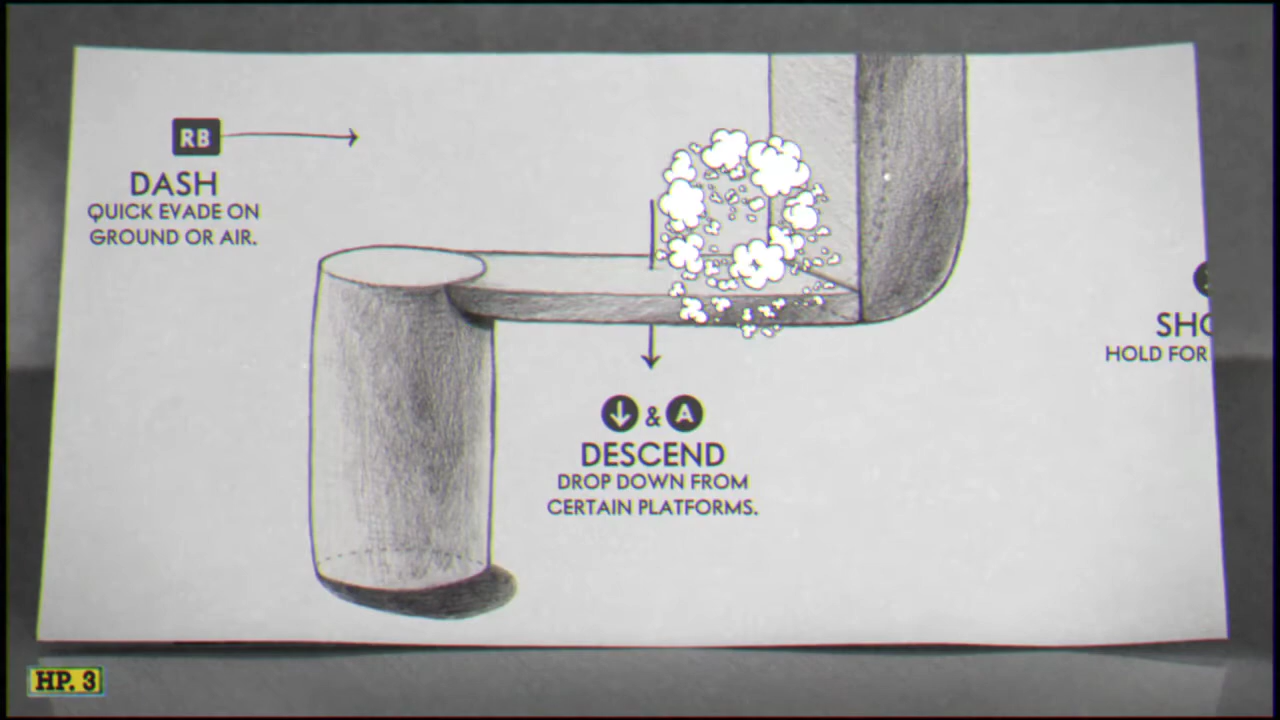 RB
DASH
QUICK EVADE ON
GROUND OR AIR.
& A
DESCEND
DROP DOWN FROM
CERTAIN PLATFORMS.
HOLD FOR
HP. 3